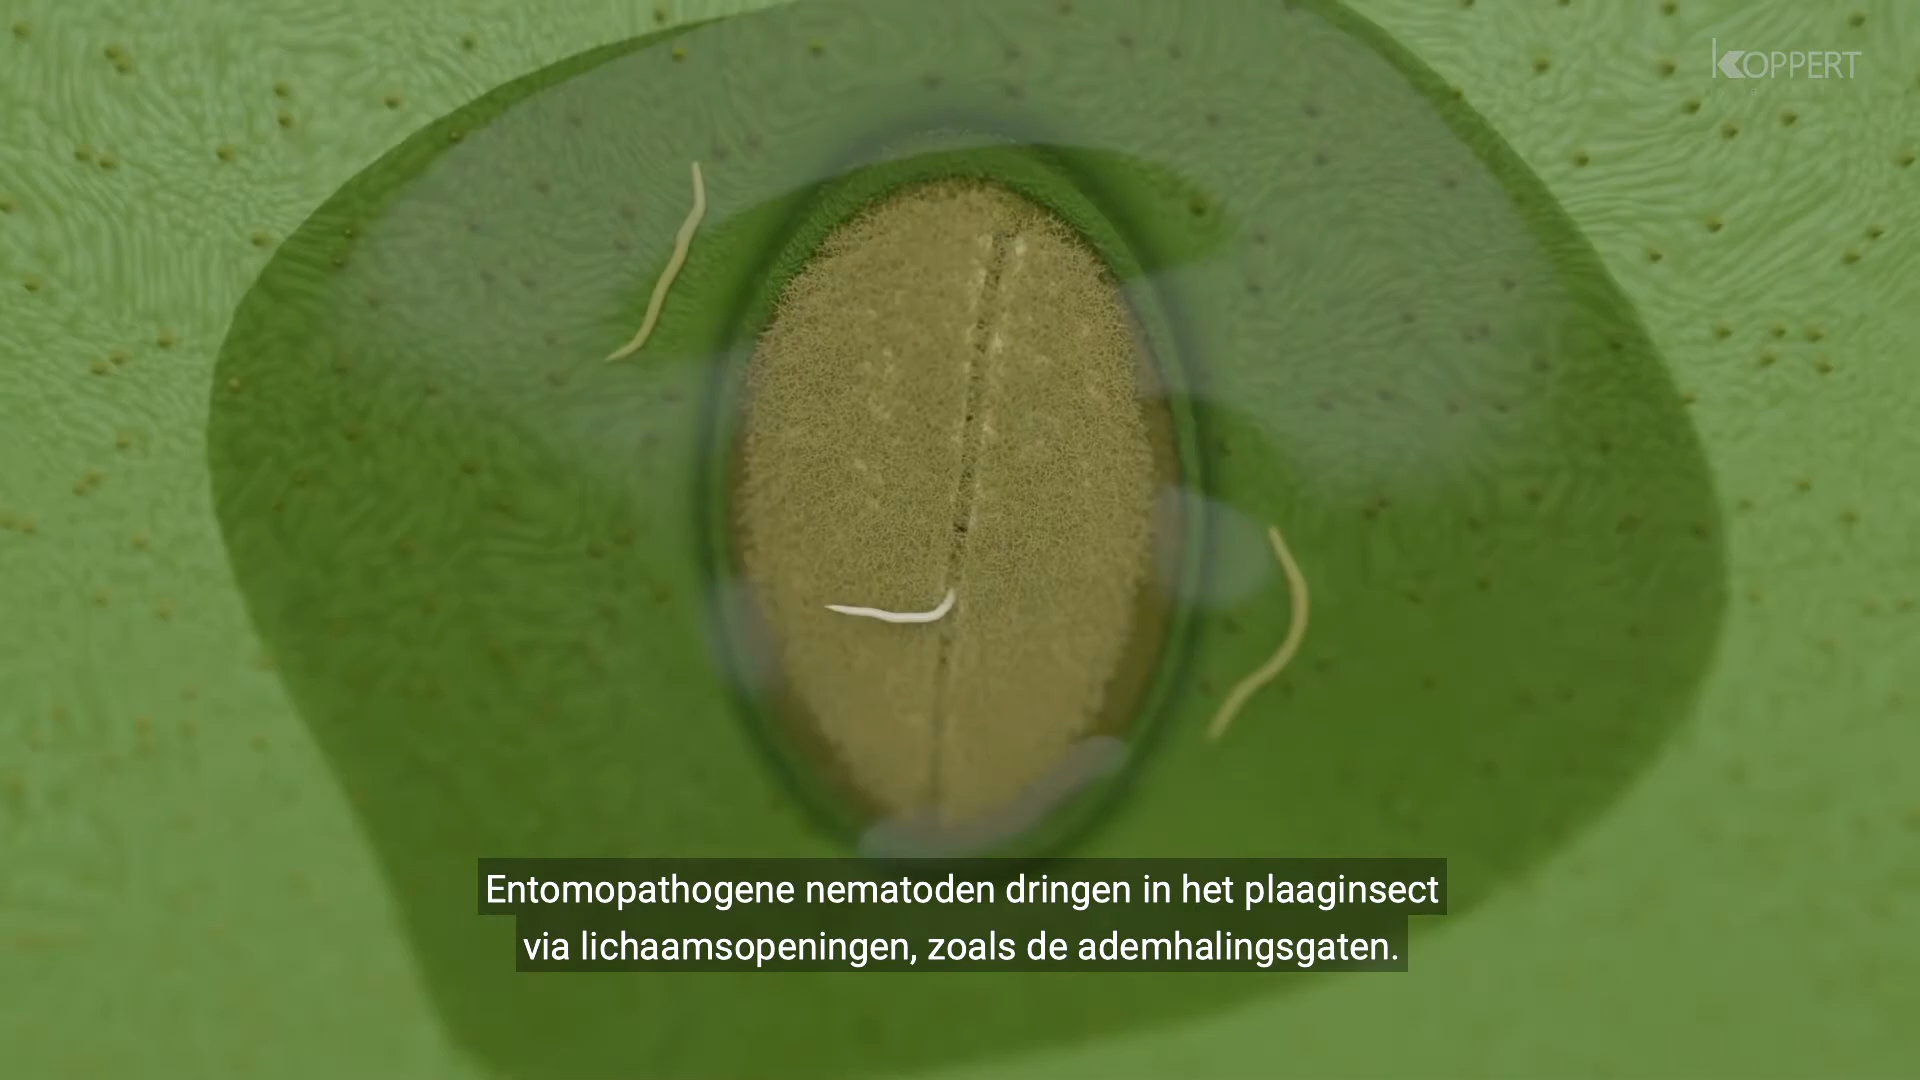 KOPPERT
Entomopathogene nematoden dringen in het plaaginsect
via lichaamsopeningen, zoals de ademhalingsgaten.